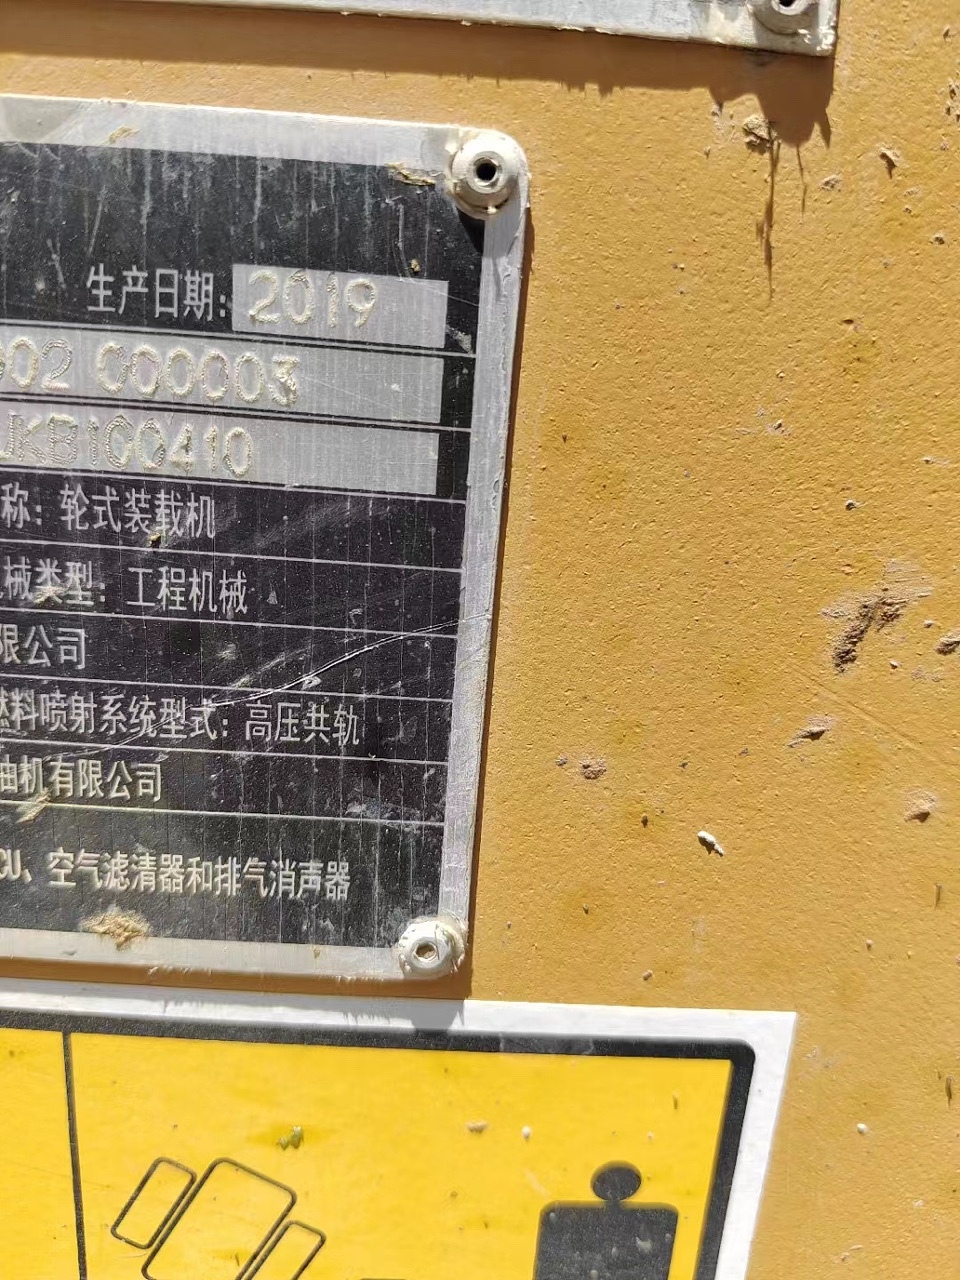 生产日期: 2019
002 000003
JKB100410
称: 轮式装载机
械类型: 工程机械
限公司
燃料喷射系统型式: 高压共轨
油机有限公司
CU、空气滤清器和排气消声器